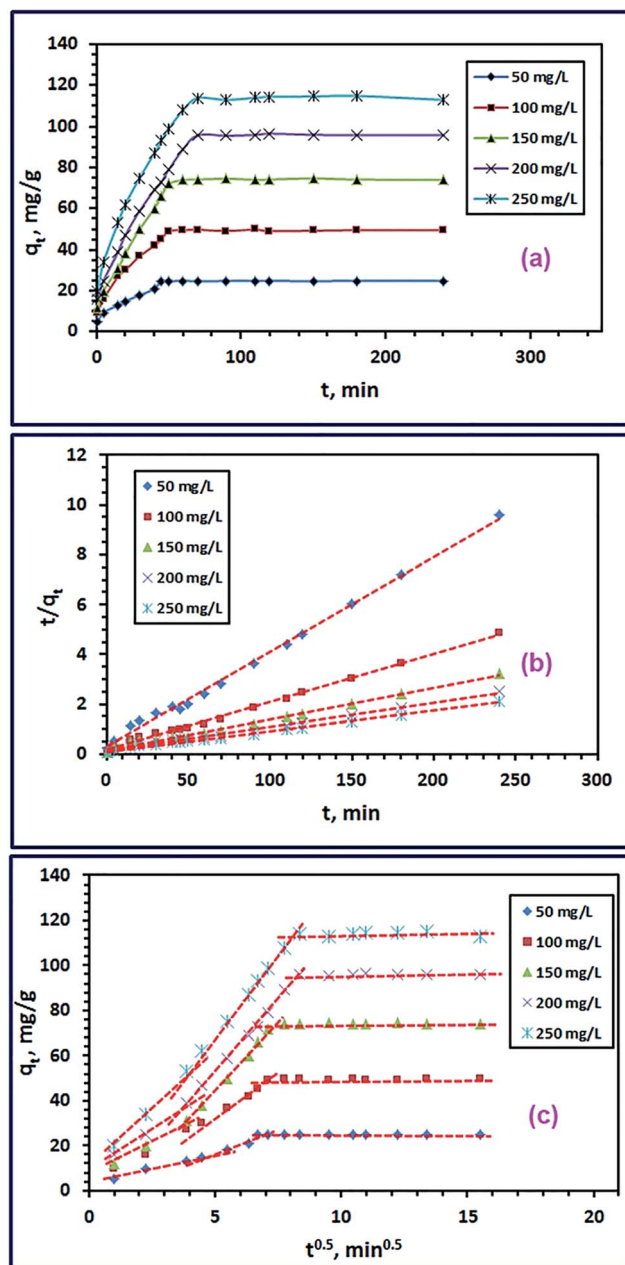 140
120
100
80
60
40
20
0
0
100
200
300
qt, mg/g
t, min
50 mg/L
100 mg/L
150 mg/L
200 mg/L
250 mg/L
(a)
12
10
8
6
4
2
0
0
50
100
150
200
250
300
t/qt
t, min
50 mg/L
100 mg/L
150 mg/L
200 mg/L
250 mg/L
(b)
140
120
100
80
60
40
20
0
0
5
10
15
20
qt, mg/g
t0.5, min0.5
50 mg/L
100 mg/L
150 mg/L
200 mg/L
250 mg/L
(c)